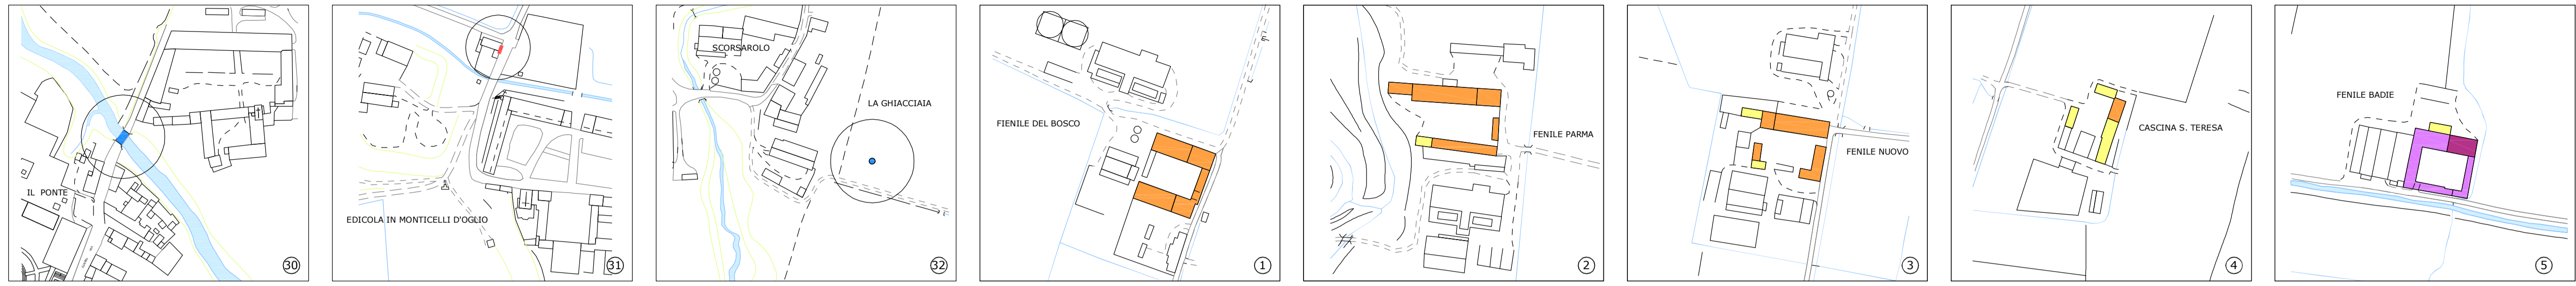 IL PONTE
30
EDICOLA IN MONTICELLI D'OGLIO
31
SCORSAROLO
LA GHIACCIAIA
32
FIENILE DEL BOSCO
1
FENILE PARMA
2
FENILE NUOVO
3
CASCINA S. TERESA
4
FENILE BADIE
5